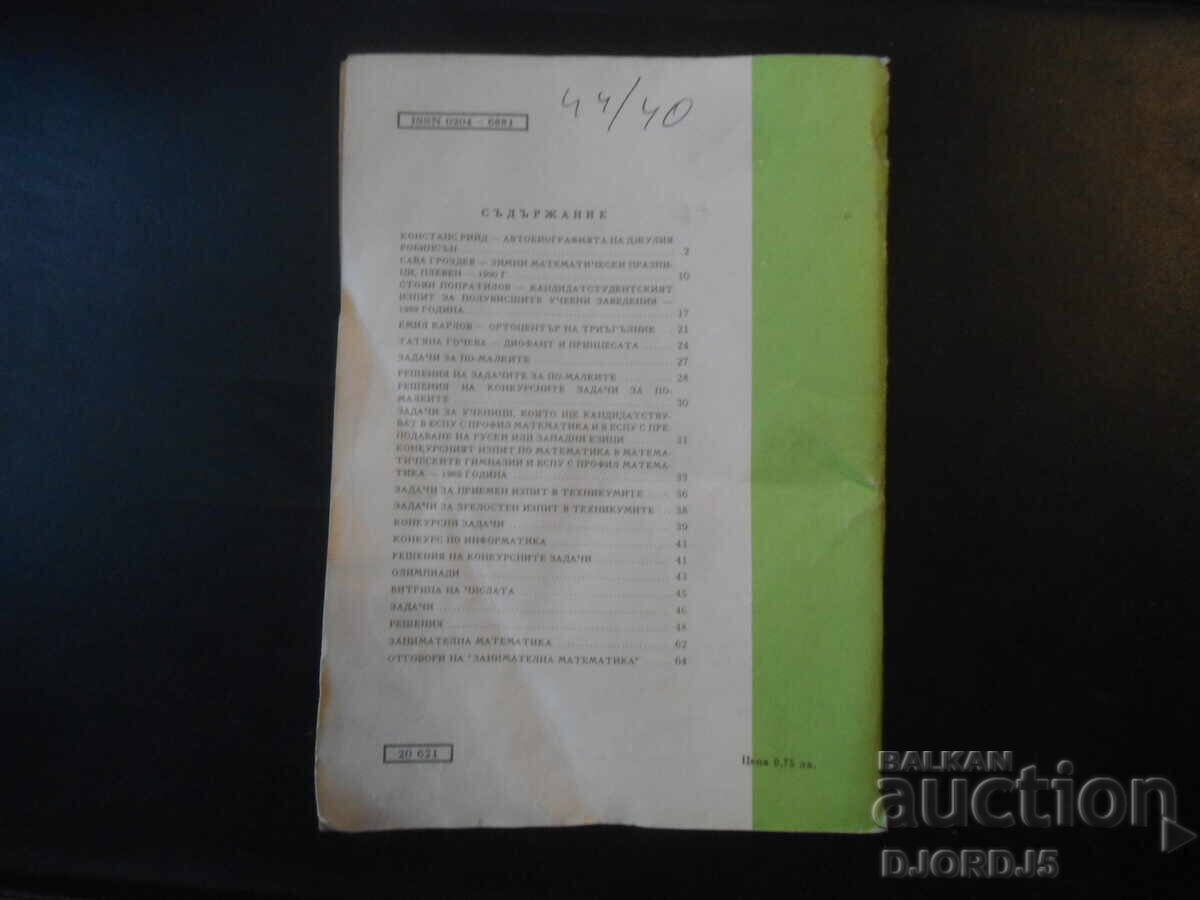 44/40
ISSN 0204 – 6881
СЪДЪРЖАНИЕ
КОНСТАНС РИЙД — АВТОБИОГРАФИЯТА НА ДЖУЛИЯ
РОБИНСЪН 2
САВА ГРОЗДЕВ — ЗИМНИ МАТЕМАТИЧЕСКИ ПРАЗНИ-
ЦИ, ПЛЕВЕН — 1990 Г. 10
СТОЯН ПОПРАТИЛОВ — КАНДИДАТСТУДЕНТСКИЯТ
ИЗПИТ ЗА ПОЛУВИСШИТЕ УЧЕБНИ ЗАВЕДЕНИЯ —
1989 ГОДИНА 17
ЕМИЛ КАРЛОВ — ОРТОЦЕНТЪР НА ТРИЪГЪЛНИК 21
ТАТЯНА ГОЧЕВА — ДИОФАНТ И ПРИНЦЕСАТА 24
ЗАДАЧИ ЗА ПО-МАЛКИТЕ 27
РЕШЕНИЯ НА ЗАДАЧИТЕ ЗА ПО-МАЛКИТЕ 28
РЕШЕНИЯ НА КОНКУРСНИТЕ ЗАДАЧИ ЗА ПО-
МАЛКИТЕ 30
ЗАДАЧИ ЗА УЧЕНИЦИ, КОИТО ЩЕ КАНДИДАТСТВУ-
ВАТ В ЕСПУ С ПРОФИЛ МАТЕМАТИКА И В ЕСПУ С ПРЕ-
ПОДАВАНЕ НА РУСКИ ИЛИ ЗАПАДНИ ЕЗИЦИ 31
КОНКУРСНИЯТ ИЗПИТ ПО МАТЕМАТИКА В МАТЕМА-
ТИЧЕСКИТЕ ГИМНАЗИИ И ЕСПУ С ПРОФИЛ МАТЕМА-
ТИКА — 1989 ГОДИНА 33
ЗАДАЧИ ЗА ПРИЕМЕН ИЗПИТ В ТЕХНИКУМИТЕ 36
ЗАДАЧИ ЗА ЗРЕЛОСТЕН ИЗПИТ В ТЕХНИКУМИТЕ 38
КОНКУРСНИ ЗАДАЧИ 39
КОНКУРС ПО ИНФОРМАТИКА 41
РЕШЕНИЯ НА КОНКУРСНИТЕ ЗАДАЧИ 41
ОЛИМПИАДИ 43
ВИТРИНА НА ЧИСЛАТА 45
ЗАДАЧИ 46
РЕШЕНИЯ 48
ЗАНИМАТЕЛНА МАТЕМАТИКА 62
ОТГОВОРИ НА "ЗАНИМАТЕЛНА МАТЕМАТИКА" 64
20 621
Цена 0,75 лв.
BALKAN
auction
DJORDJ5